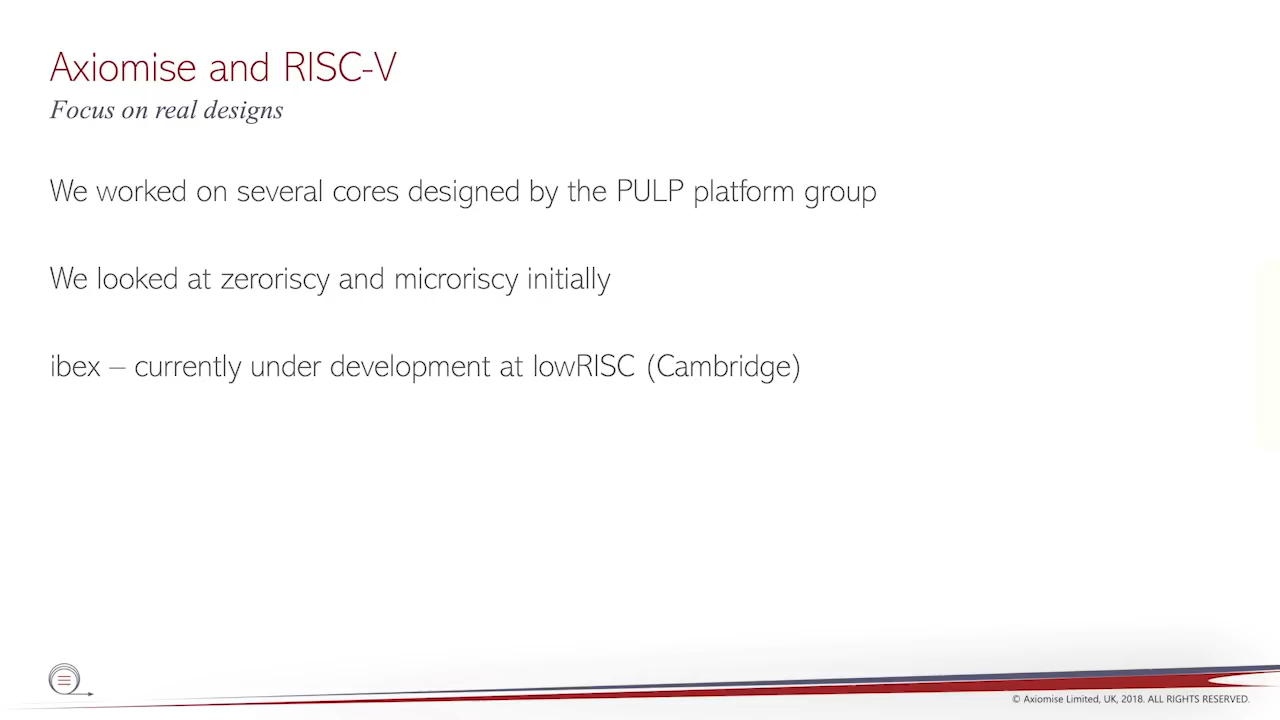 Axiomise and RISC-V
Focus on real designs
We worked on several cores designed by the PULP platform group
We looked at zeroriscy and microriscy initially
ibex – currently under development at lowRISC (Cambridge)
© Axiomise Limited, UK, 2018. ALL RIGHTS RESERVED.